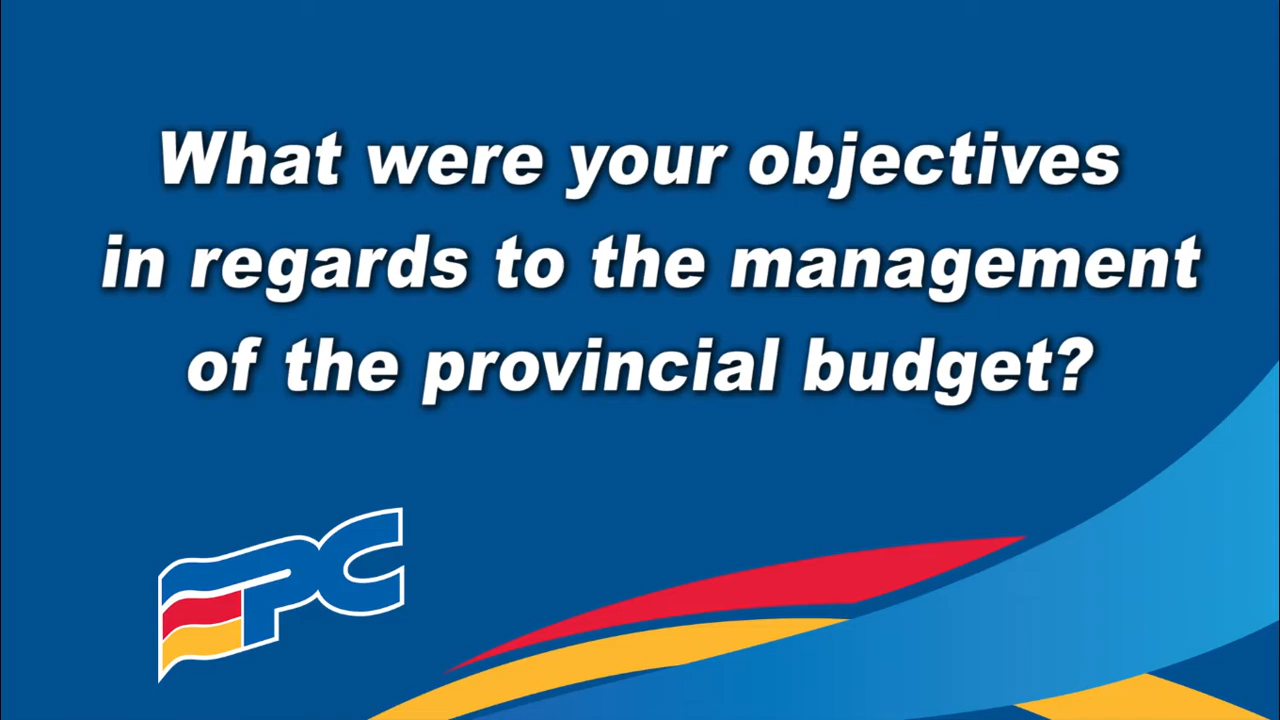 What were your objectives
in regards to the management
of the provincial budget?
PC